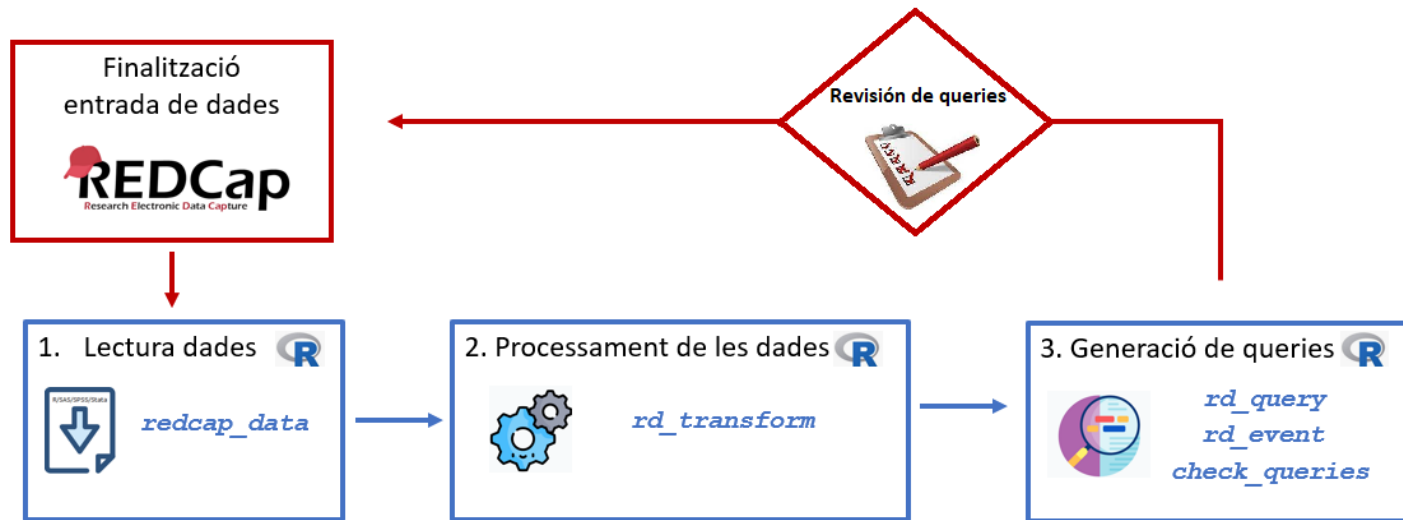 Finalització
entrada de dades
REDCap
Research Electronic Data Capture
Revisión de queries
1. Lectura dades R
R/SAS/SPSS/Stata
redcap_data
2. Processament de les dades R
rd_transform
3. Generació de queries R
rd_query
rd_event
check_queries